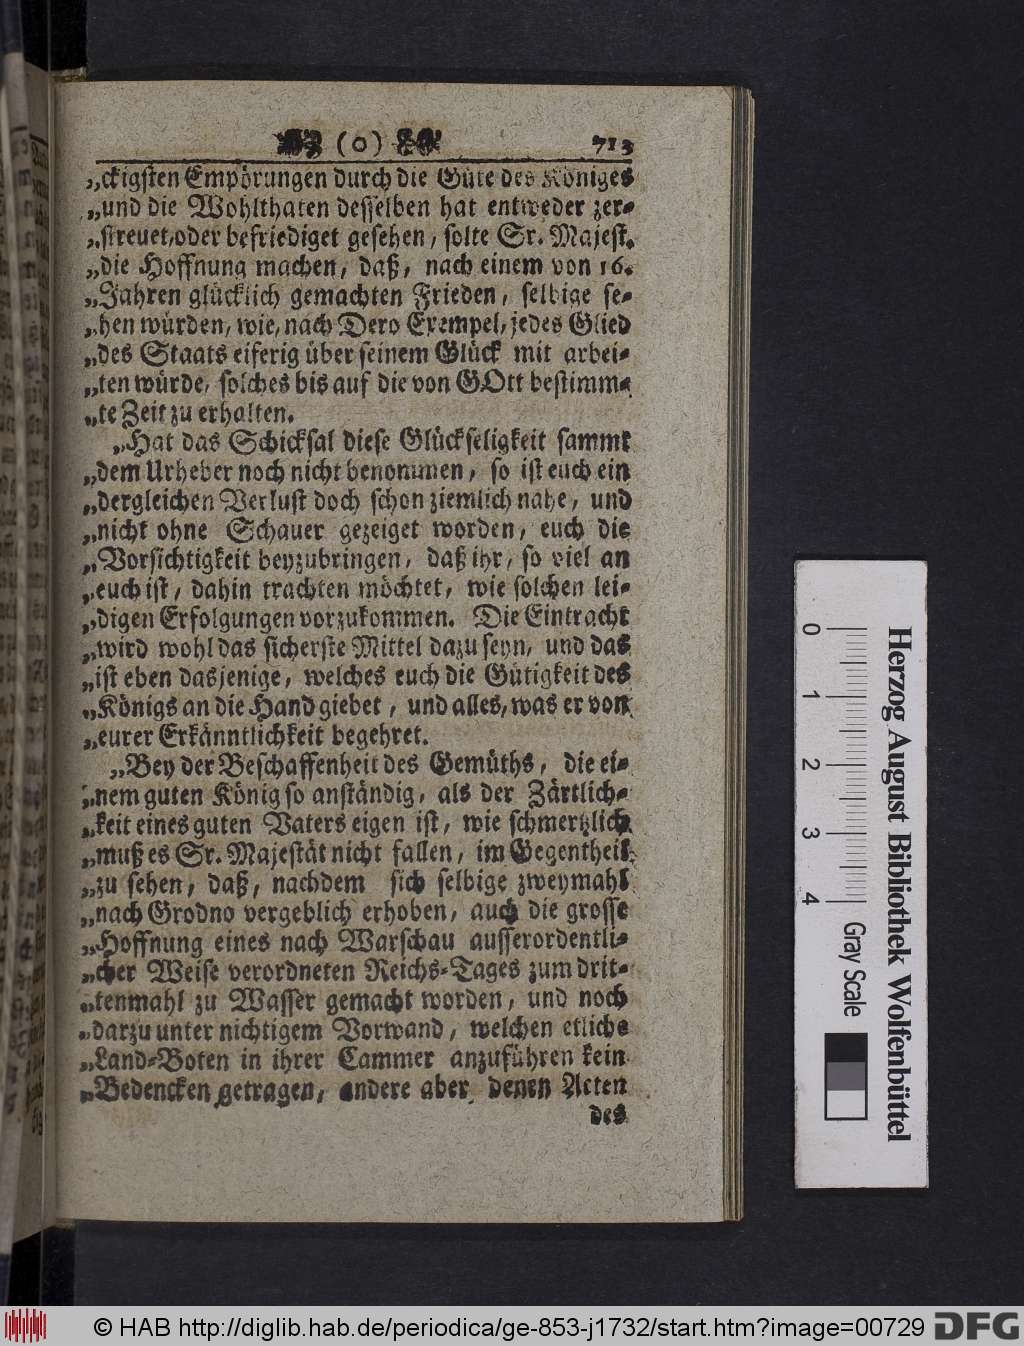 (o) 713
„ckigsten Empörungen durch die Güte des Königes
„und die Wohlthaten desselben hat entweder zer-
„streuet, oder befriediget gesehen, solte Sr. Majest.
„die Hoffnung machen, daß, nach einem von 16.
„Jahren glücklich gemachten Frieden, selbige se-
„hen würden, wie, nach Dero Exempel, jedes Glied
„des Staats eiferig über seinem Glück mit arbei-
„ten würde, solches bis auf die von GOtt bestimm-
„te Zeit zu erhalten.
„Hat das Schicksal diese Glückseligkeit sammt
„dem Urheber noch nicht benommen, so ist euch ein
„dergleichen Verlust doch schon ziemlich nahe, und
„nicht ohne Schauer gezeiget worden, euch die
„Vorsichtigkeit beyzubringen, daß ihr, so viel an
„euch ist, dahin trachten möchtet, wie solchen lei-
„digen Erfolgungen vorzukommen. Die Eintracht
„wird wohl das sicherste Mittel dazu seyn, und das
„ist eben dasjenige, welches euch die Gütigkeit des
„Königs an die Hand giebet, und alles, was er von
„eurer Erkänntlichkeit begehret.
„Bey der Beschaffenheit des Gemüths, die ei-
„nem guten König so anständig, als der Zärtlich-
„keit eines guten Vaters eigen ist, wie schmertzlich
„muß es Sr. Majestät nicht fallen, im Gegentheil
„zu sehen, daß, nachdem sich selbige zweymahl
„nach Grodno vergeblich erhoben, auch die grosse
„Hoffnung eines nach Warschau ausserordentli-
„cher Weise verordneten Reichs-Tages zum drit-
„tenmahl zu Wasser gemacht worden, und noch
„darzu unter nichtigem Vorwand, welchen etliche
„Land-Boten in ihrer Cammer anzuführen kein
„Bedencken getragen, andere aber denen Acten
des
0 1 2 3 4
Gray Scale
Herzog August Bibliothek Wolfenbüttel
© HAB http://diglib.hab.de/periodica/ge-853-j1732/start.htm?image=00729
DFG